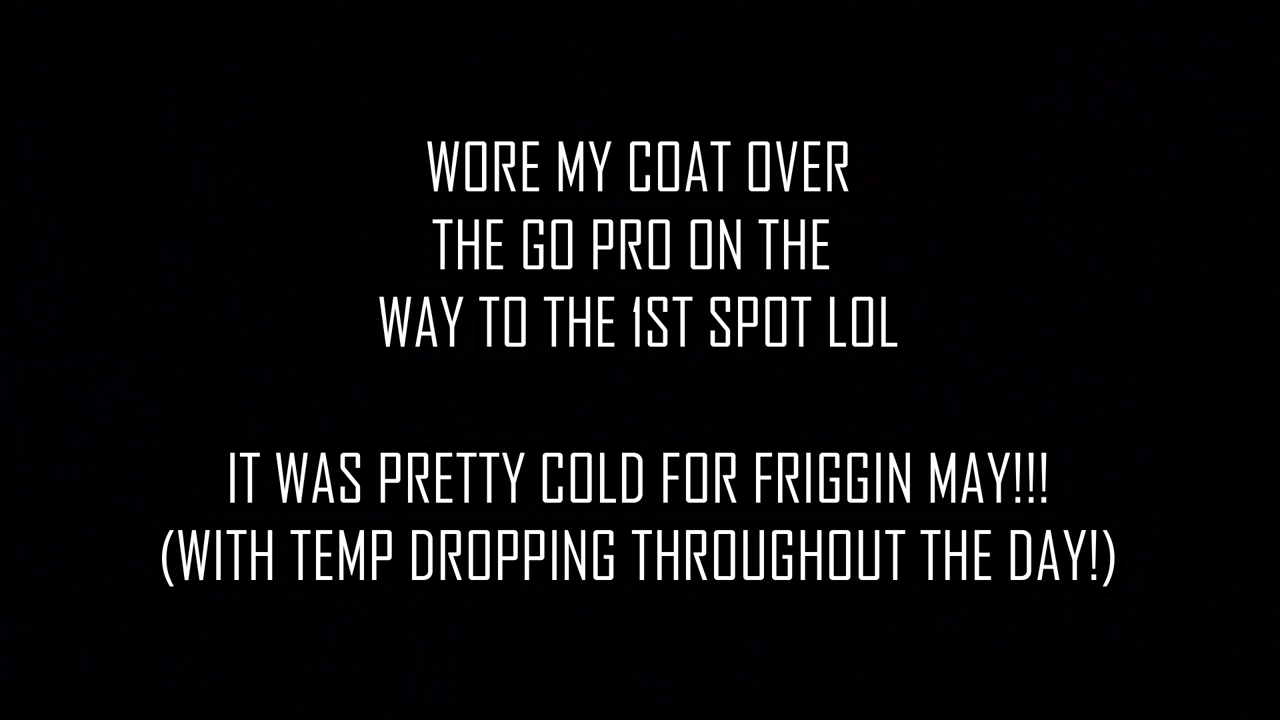 WORE MY COAT OVER
THE GO PRO ON THE
WAY TO THE 1ST SPOT LOL
IT WAS PRETTY COLD FOR FRIGGIN MAY!!!
(WITH TEMP DROPPING THROUGHOUT THE DAY!)